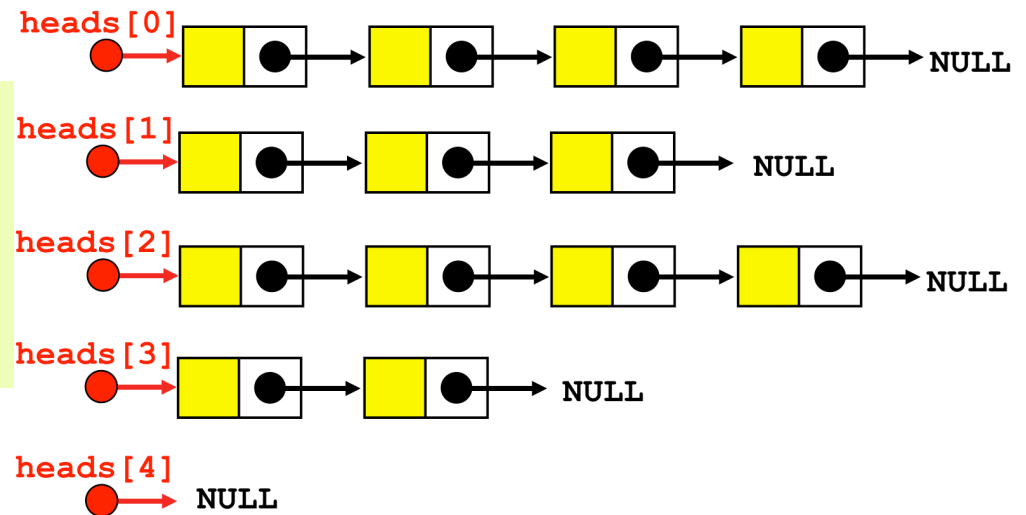 heads[0]
NULL
heads[1]
NULL
heads[2]
NULL
heads[3]
NULL
heads[4]
NULL